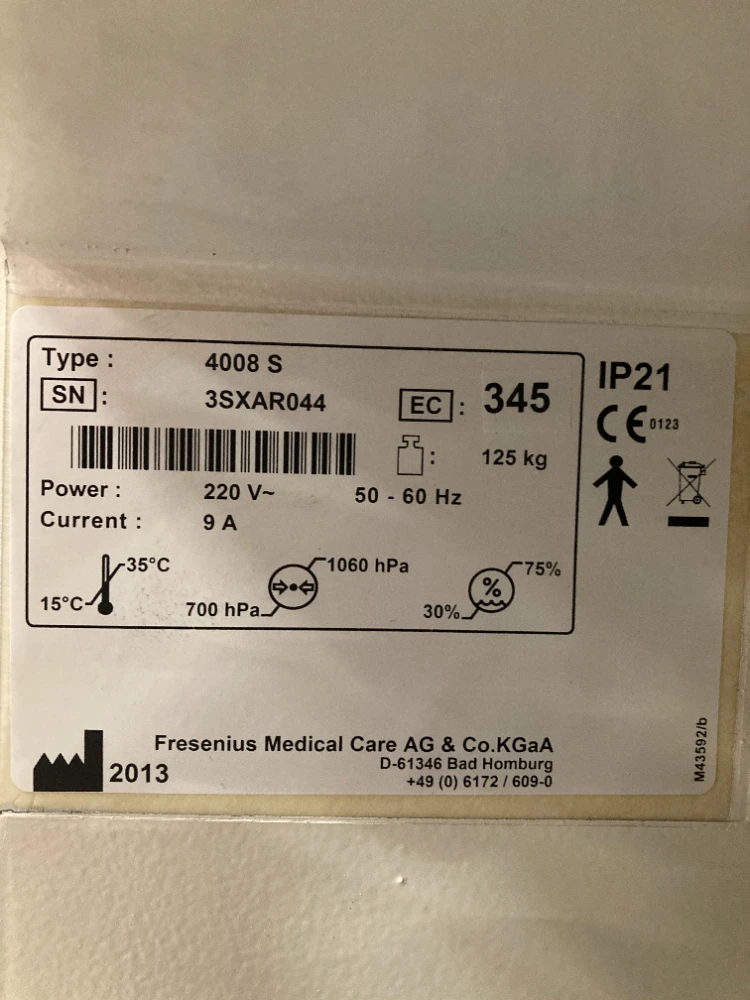 Type : 4008 S
SN : 3SXAR044
EC : 345
: 125 kg
Power : 220 V~ 50 - 60 Hz
Current : 9 A
35°C
15°C
1060 hPa
700 hPa
%
75%
30%
IP21
CE 0123
Fresenius Medical Care AG & Co.KGaA
D-61346 Bad Homburg
+49 (0) 6172 / 609-0
2013
M43592/b